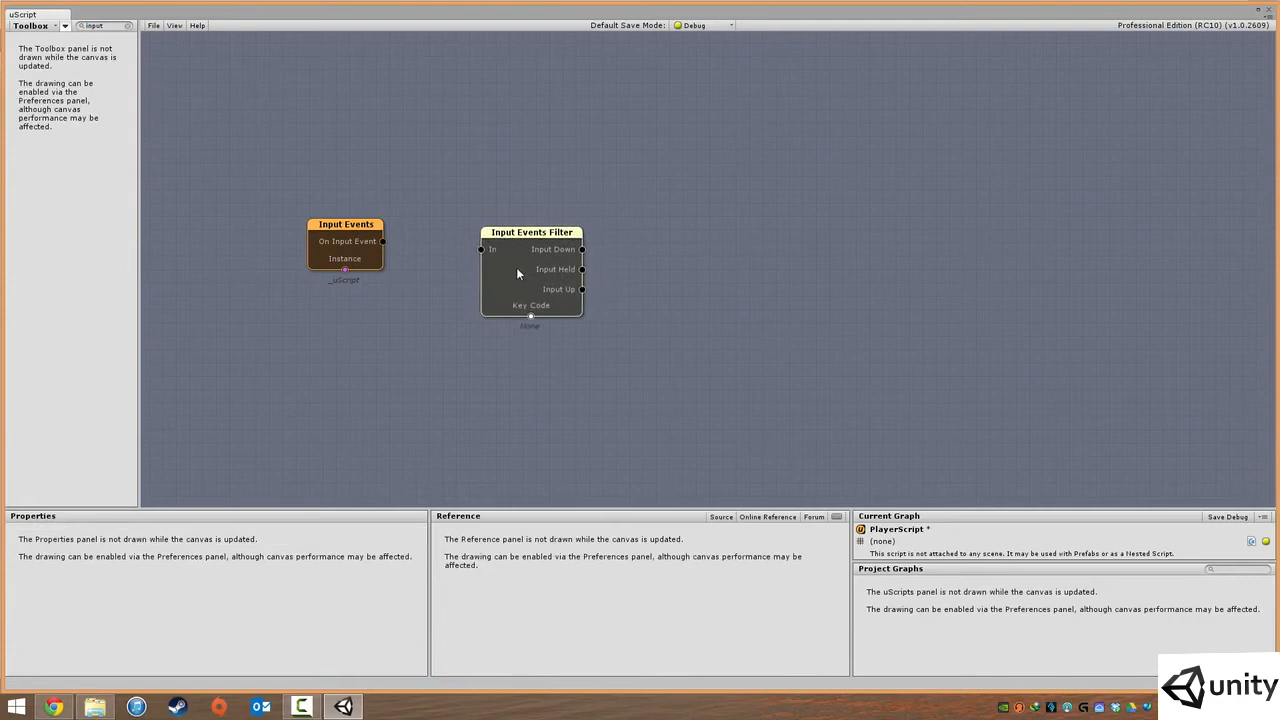 uScript
Toolbox
input
File View Help
Default Save Mode:
Debug
Professional Edition (RC10) (v1.0.2609)
The Toolbox panel is not
drawn while the canvas is
updated.
The drawing can be
enabled via the
Preferences panel,
although canvas
performance may be
affected.
Input Events
On Input Event
Instance
_uScript
Input Events Filter
In
Input Down
Input Held
Input Up
Key Code
None
Properties
The Properties panel is not drawn while the canvas is updated.
The drawing can be enabled via the Preferences panel, although canvas performance may be affected.
Reference
Source
Online Reference
Forum
The Reference panel is not drawn while the canvas is updated.
The drawing can be enabled via the Preferences panel, although canvas performance may be
affected.
Current Graph
Save Debug
PlayerScript *
(none)
This script is not attached to any scene. It may be used with Prefabs or as a Nested Script.
Project Graphs
The uScripts panel is not drawn while the canvas is updated.
The drawing can be enabled via the Preferences panel, although canvas performance may be affected.
unity